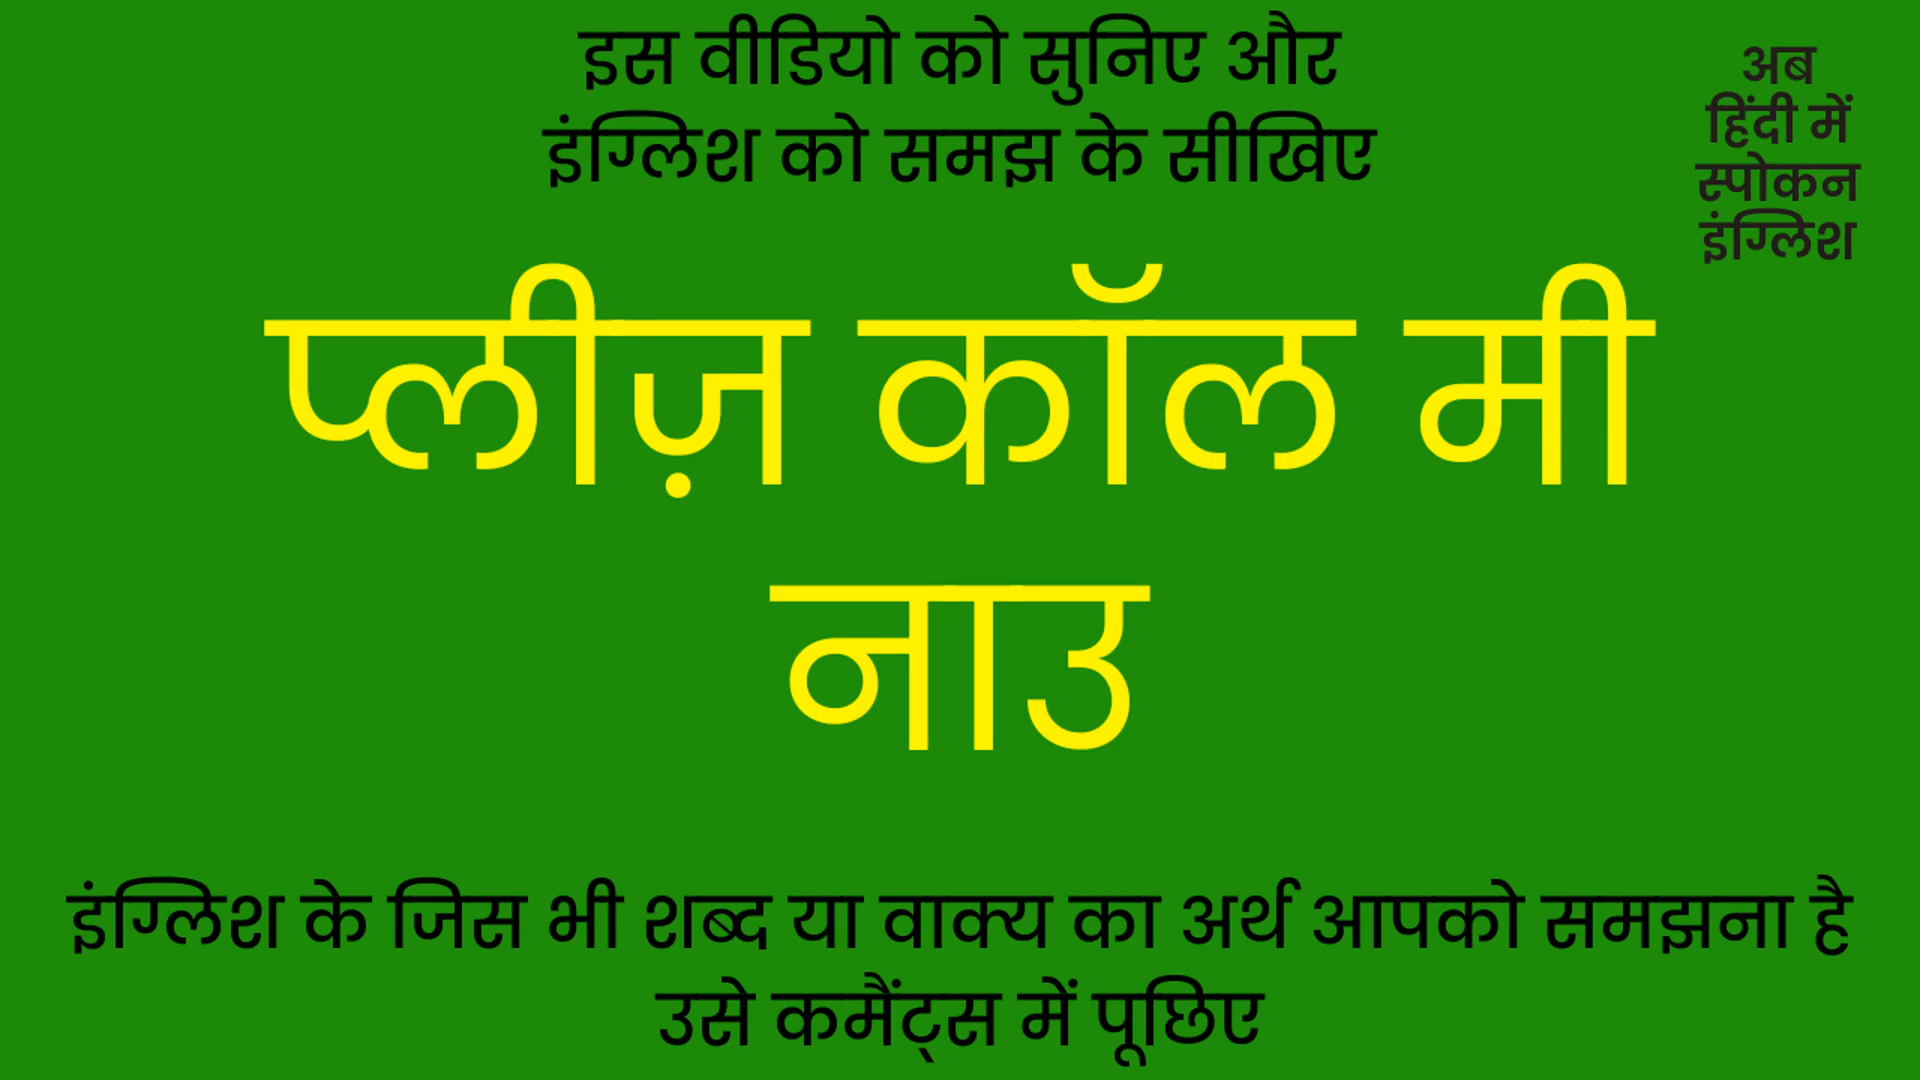 इस वीडियो को सुनिए और
इंग्लिश को समझ के सीखिए
अब
हिंदी में
स्पोकन
इंग्लिश
प्लीज़ कॉल मी
नाउ
इंग्लिश के जिस भी शब्द या वाक्य का अर्थ आपको समझना है
उसे कमैंट्स में पूछिए